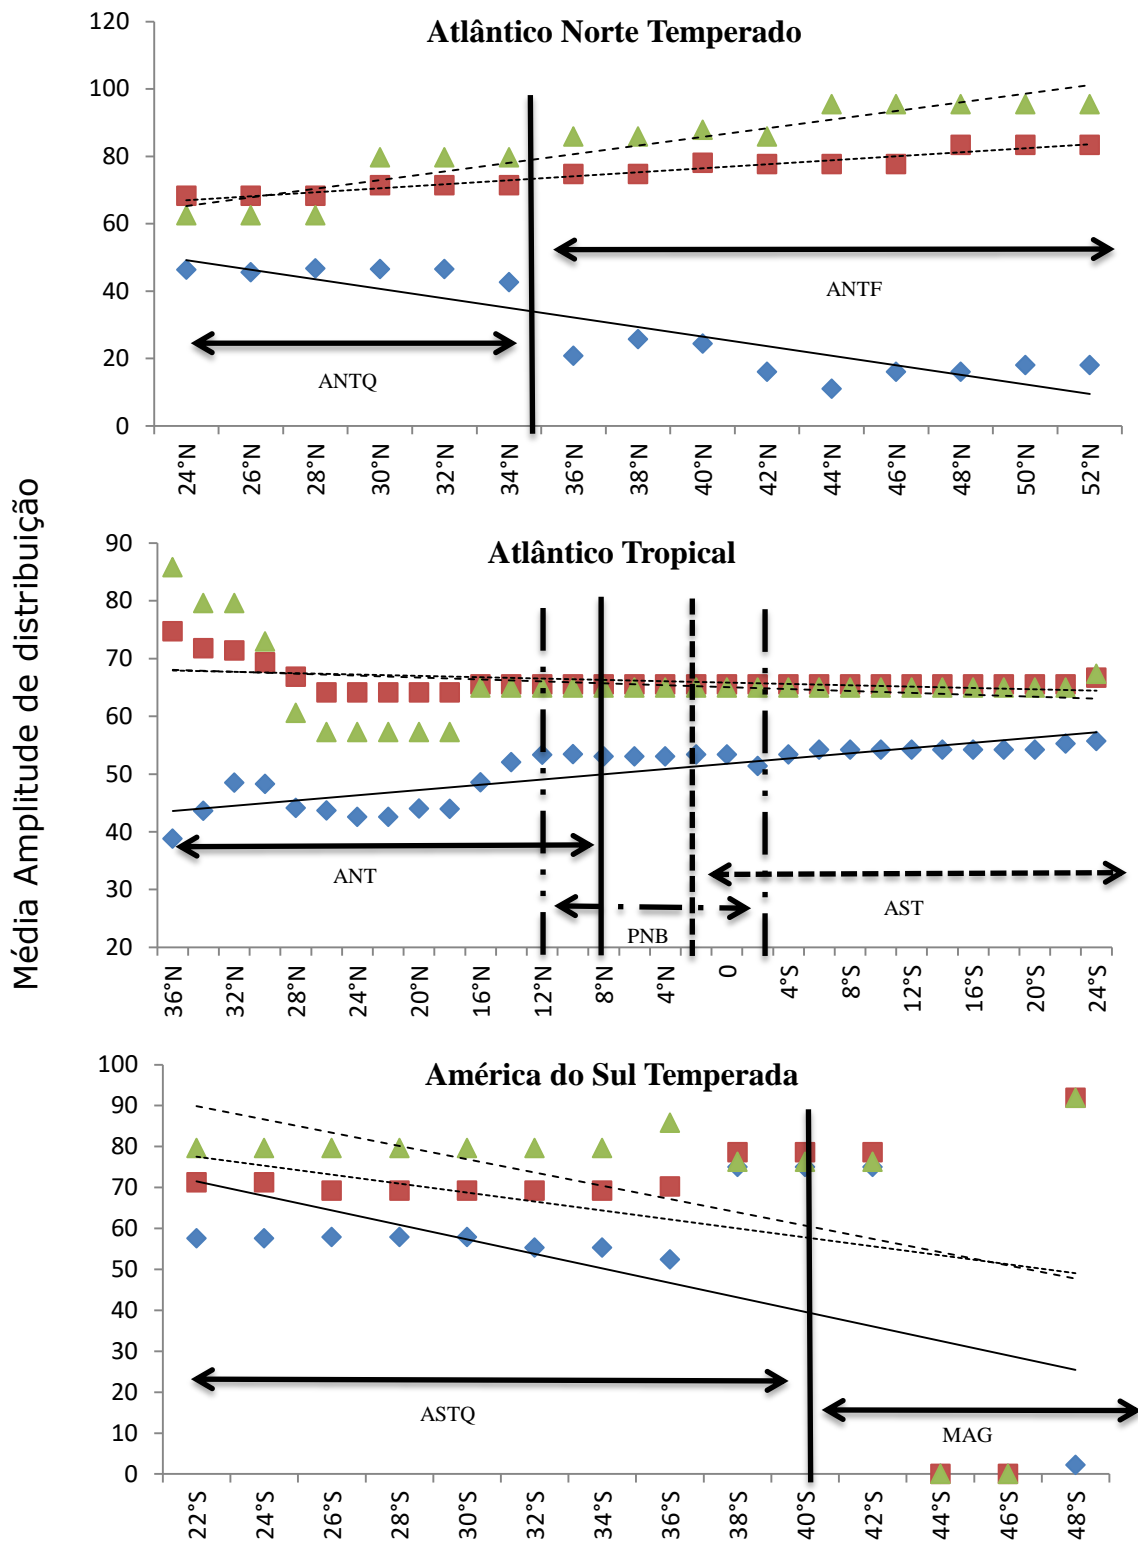 Média Amplitude de distribuição
Atlântico Norte Temperado
120
100
80
60
40
20
0
ANTF
ANTQ
24°N 26°N 28°N 30°N 32°N 34°N 36°N 38°N 40°N 42°N 44°N 46°N 48°N 50°N 52°N
Atlântico Tropical
90
80
70
60
50
40
30
20
ANT
AST
PNB
36°N 32°N 28°N 24°N 20°N 16°N 12°N 8°N 4°N 0 4°S 8°S 12°S 16°S 20°S 24°S
América do Sul Temperada
100
90
80
70
60
50
40
30
20
10
0
ASTQ
MAG
22°S 24°S 26°S 28°S 30°S 32°S 34°S 36°S 38°S 40°S 42°S 44°S 46°S 48°S